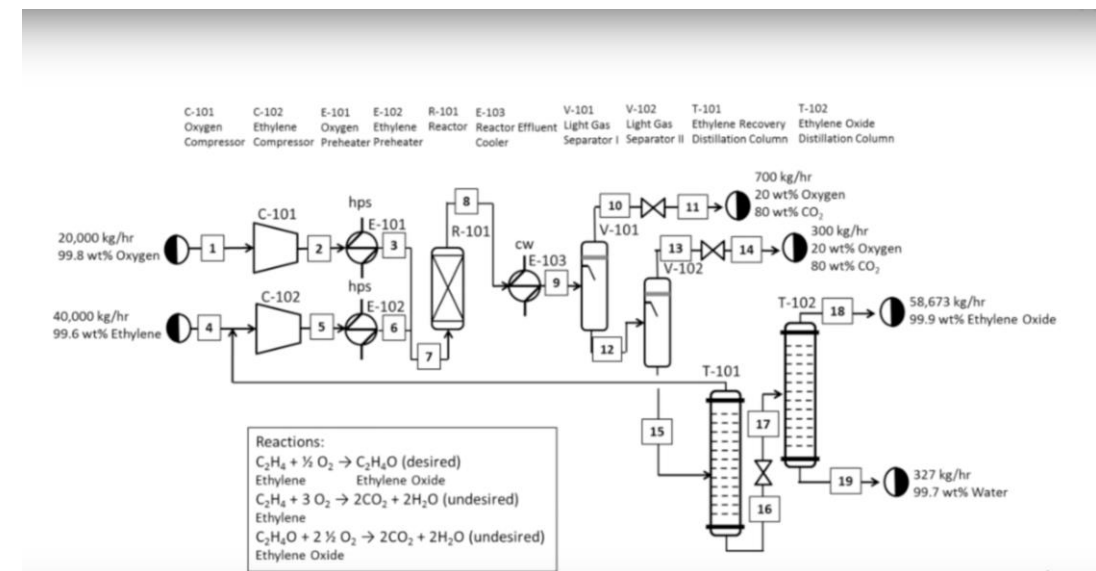 C-101 C-102 E-101 E-102 R-101 E-103 V-101 V-102 T-101 T-102
Oxygen Ethylene Oxygen Ethylene Reactor Reactor Effluent Light Gas Light Gas Ethylene Recovery Ethylene Oxide
Compressor Compressor Preheater Preheater Cooler Separator I Separator II Distillation Column Distillation Column
700 kg/hr
20 wt% Oxygen
80 wt% CO₂
300 kg/hr
20 wt% Oxygen
80 wt% CO₂
20,000 kg/hr
99.8 wt% Oxygen
1
C-101
2
hps
E-101
3
8
R-101
cw
E-103
9
10
V-101
11
13
V-102
14
40,000 kg/hr
99.6 wt% Ethylene
4
C-102
5
hps
E-102
6
7
12
T-102
18
58,673 kg/hr
99.9 wt% Ethylene Oxide
T-101
15
17
16
19
327 kg/hr
99.7 wt% Water
Reactions:
C₂H₄ + ½ O₂ → C₂H₄O (desired)
Ethylene Ethylene Oxide
C₂H₄ + 3 O₂ → 2CO₂ + 2H₂O (undesired)
Ethylene
C₂H₄O + 2 ½ O₂ → 2CO₂ + 2H₂O (undesired)
Ethylene Oxide